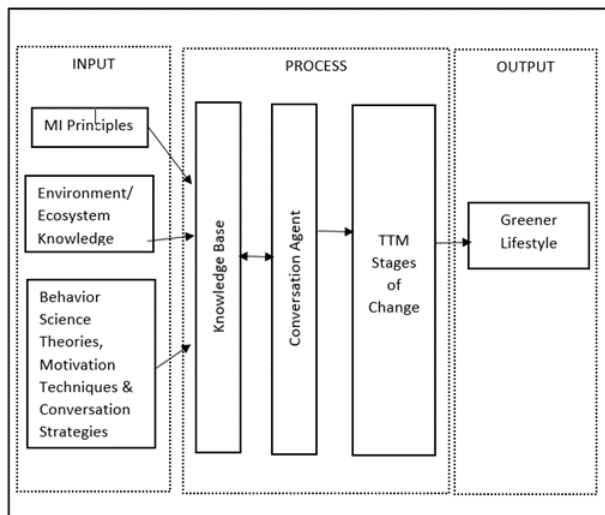 INPUT
MI Principles
Environment/
Ecosystem
Knowledge
Behavior
Science
Theories,
Motivation
Techniques &
Conversation
Strategies
PROCESS
Knowledge Base
Conversation Agent
TTM
Stages
of
Change
OUTPUT
Greener
Lifestyle